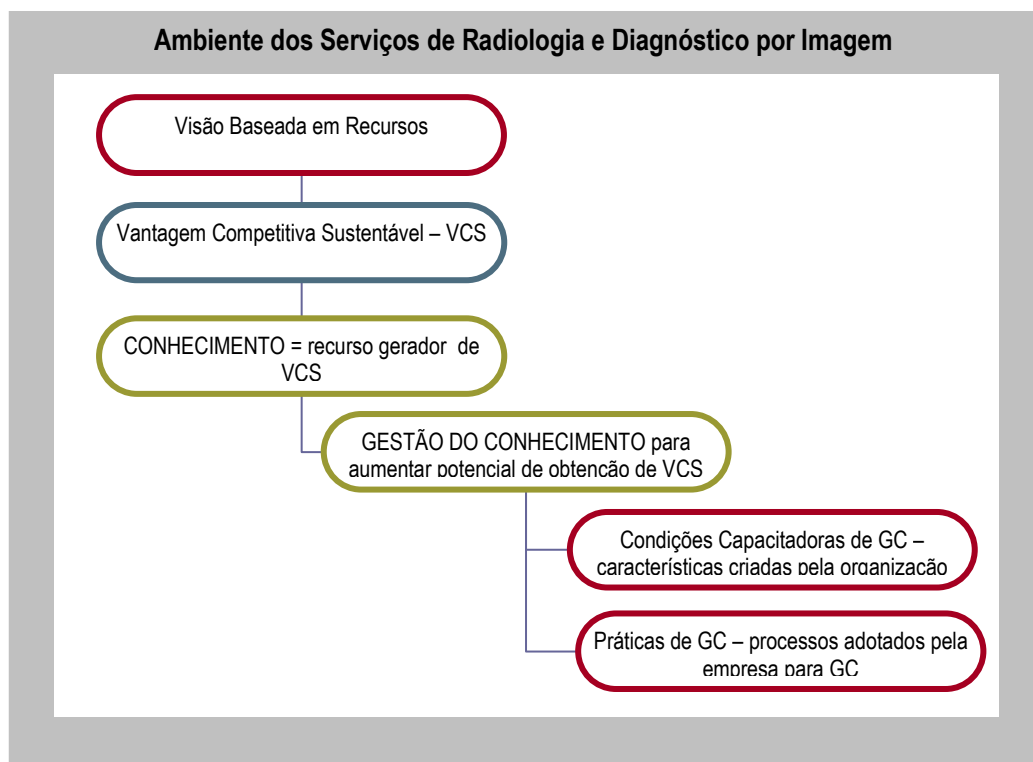 Ambiente dos Serviços de Radiologia e Diagnóstico por Imagem
Visão Baseada em Recursos
Vantagem Competitiva Sustentável – VCS
CONHECIMENTO = recurso gerador de
VCS
GESTÃO DO CONHECIMENTO para
aumentar potencial de obtenção de VCS
Condições Capacitadoras de GC –
características criadas pela organização
Práticas de GC – processos adotados pela
empresa para GC